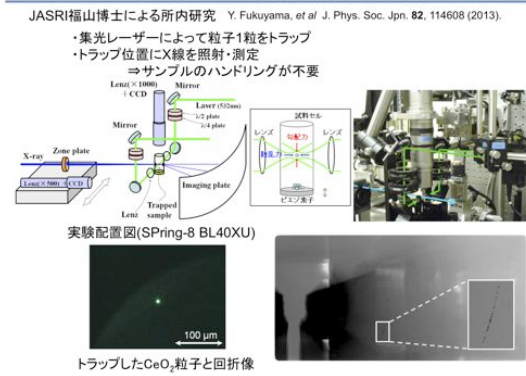 JASRI福山博士による所内研究 Y. Fukuyama, et al J. Phys. Soc. Jpn. 82, 114608 (2013).
・集光レーザーによって粒子1粒をトラップ
・トラップ位置にX線を照射・測定
⇒サンプルのハンドリングが不要
Lenz(×1000)
+CCD
Mirror
Laser (532nm)
λ/2 plate
λ/4 plate
Mirror
X-ray
Zone plate
Lenz(×500)
+CCD
Lenz
Trapped
sample
Imaging plate
試料セル
レンズ
レンズ
勾配力
散乱力
ピエゾ素子
実験配置図(SPring-8 BL40XU)
100 μm
トラップしたCeO₂粒子と回折像